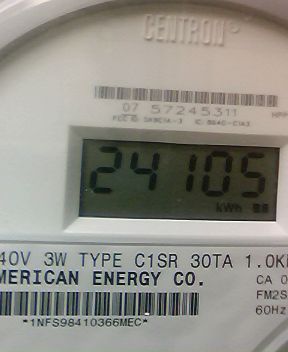 CENTRON®
07 57245311
24105
kWh
40V 3W TYPE C1SR 30TA 1.0K
MERICAN ENERGY CO.
CA 0
FM2S
60Hz
*1NFS98410366MEC*